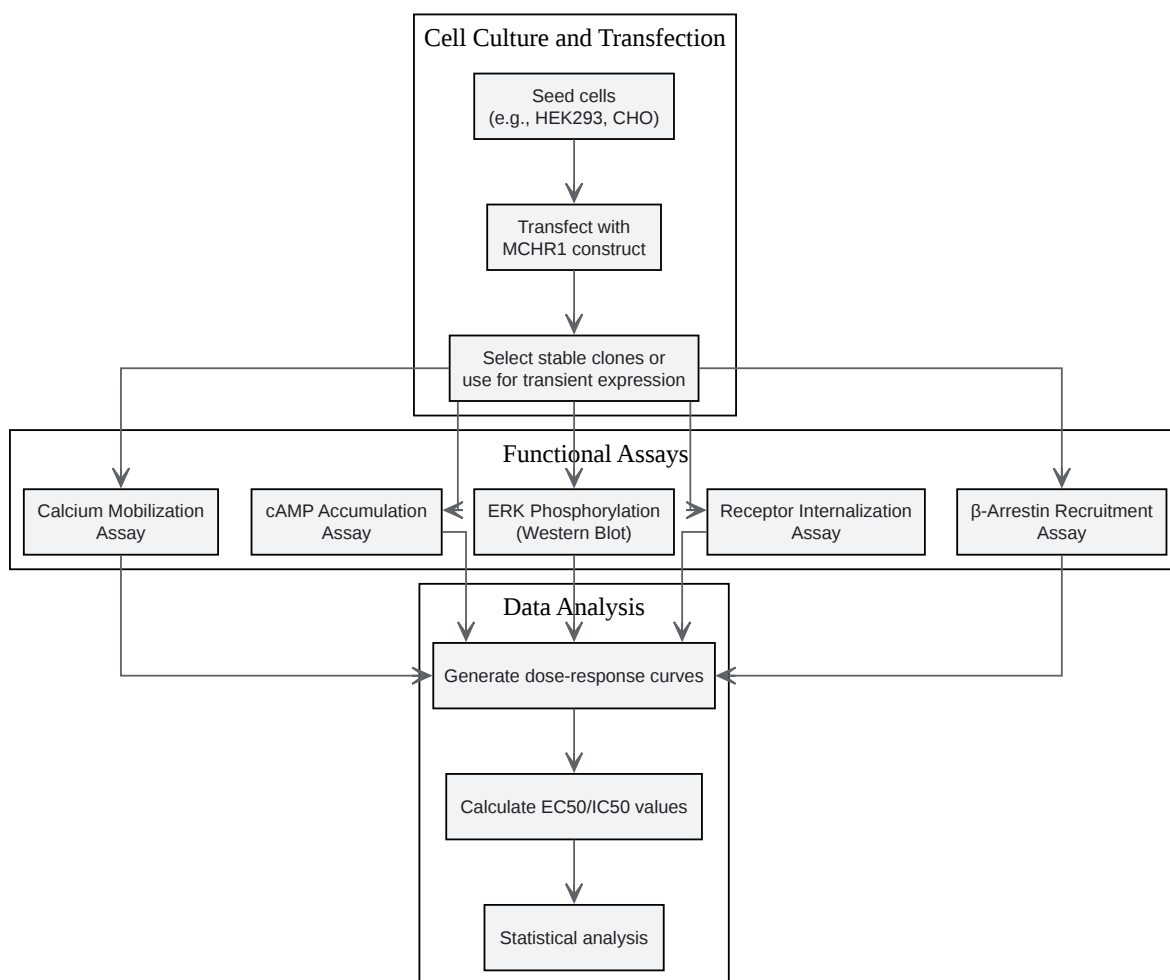 Cell Culture and Transfection
Seed cells
(e.g., HEK293, CHO)
Transfect with
MCHR1 construct
Select stable clones or
use for transient expression
Functional Assays
Calcium Mobilization
Assay
cAMP Accumulation
Assay
ERK Phosphorylation
(Western Blot)
Receptor Internalization
Assay
β-Arrestin Recruitment
Assay
Data Analysis
Generate dose-response curves
Calculate EC50/IC50 values
Statistical analysis